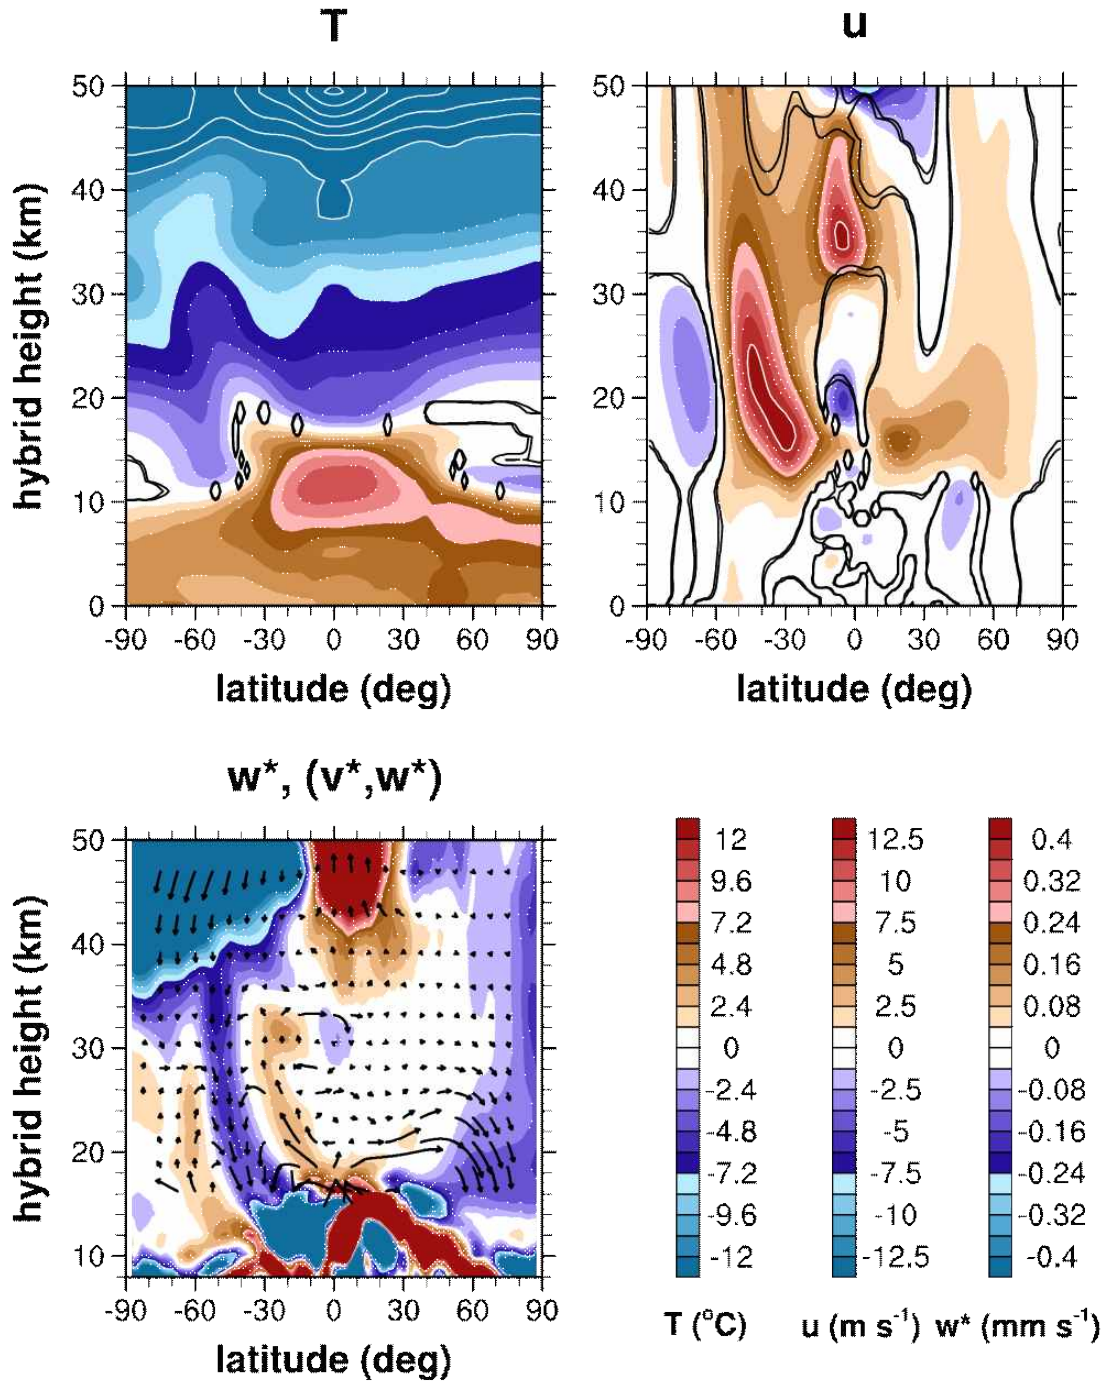 T
u
50 50
40 40
30 30
20 20
10 10
0 0
hybrid height (km) hybrid height (km)
-90 -60 -30 0 30 60 90 -90 -60 -30 0 30 60 90
latitude (deg) latitude (deg)
w*, (v*,w*)
50
40
30
20
10
hybrid height (km)
-90 -60 -30 0 30 60 90
latitude (deg)
12 12.5 0.4
9.6 10 0.32
7.2 7.5 0.24
4.8 5 0.16
2.4 2.5 0.08
0 0 0
-2.4 -2.5 -0.08
-4.8 -5 -0.16
-7.2 -7.5 -0.24
-9.6 -10 -0.32
-12 -12.5 -0.4
T (°C) u (m s⁻¹) w* (mm s⁻¹)